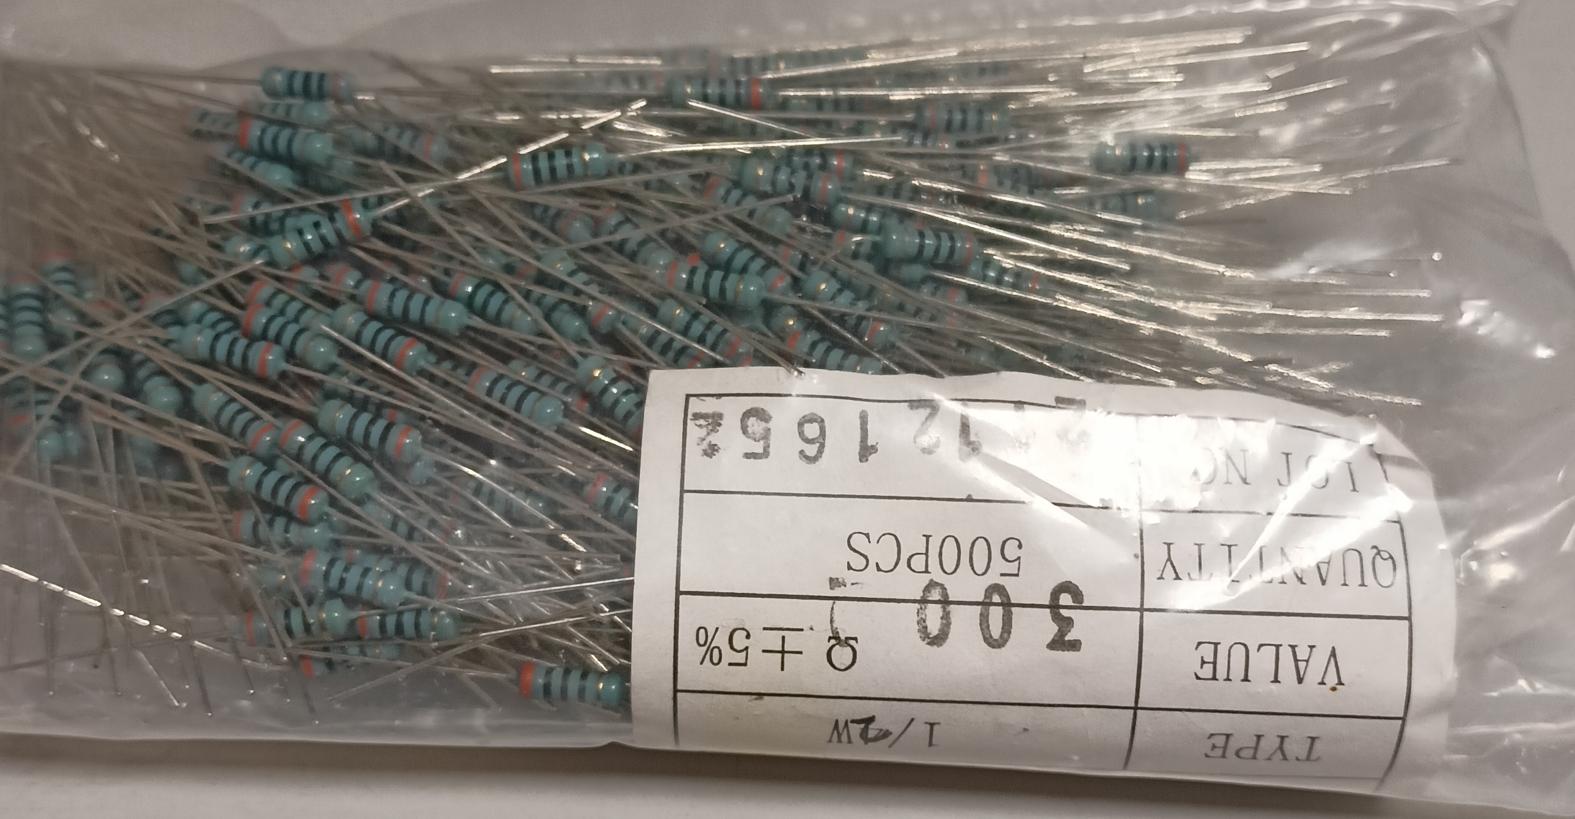 TYPE 1/2W
VALUE 300 Ω ± 5%
QUANTITY 500PCS
LOT NO